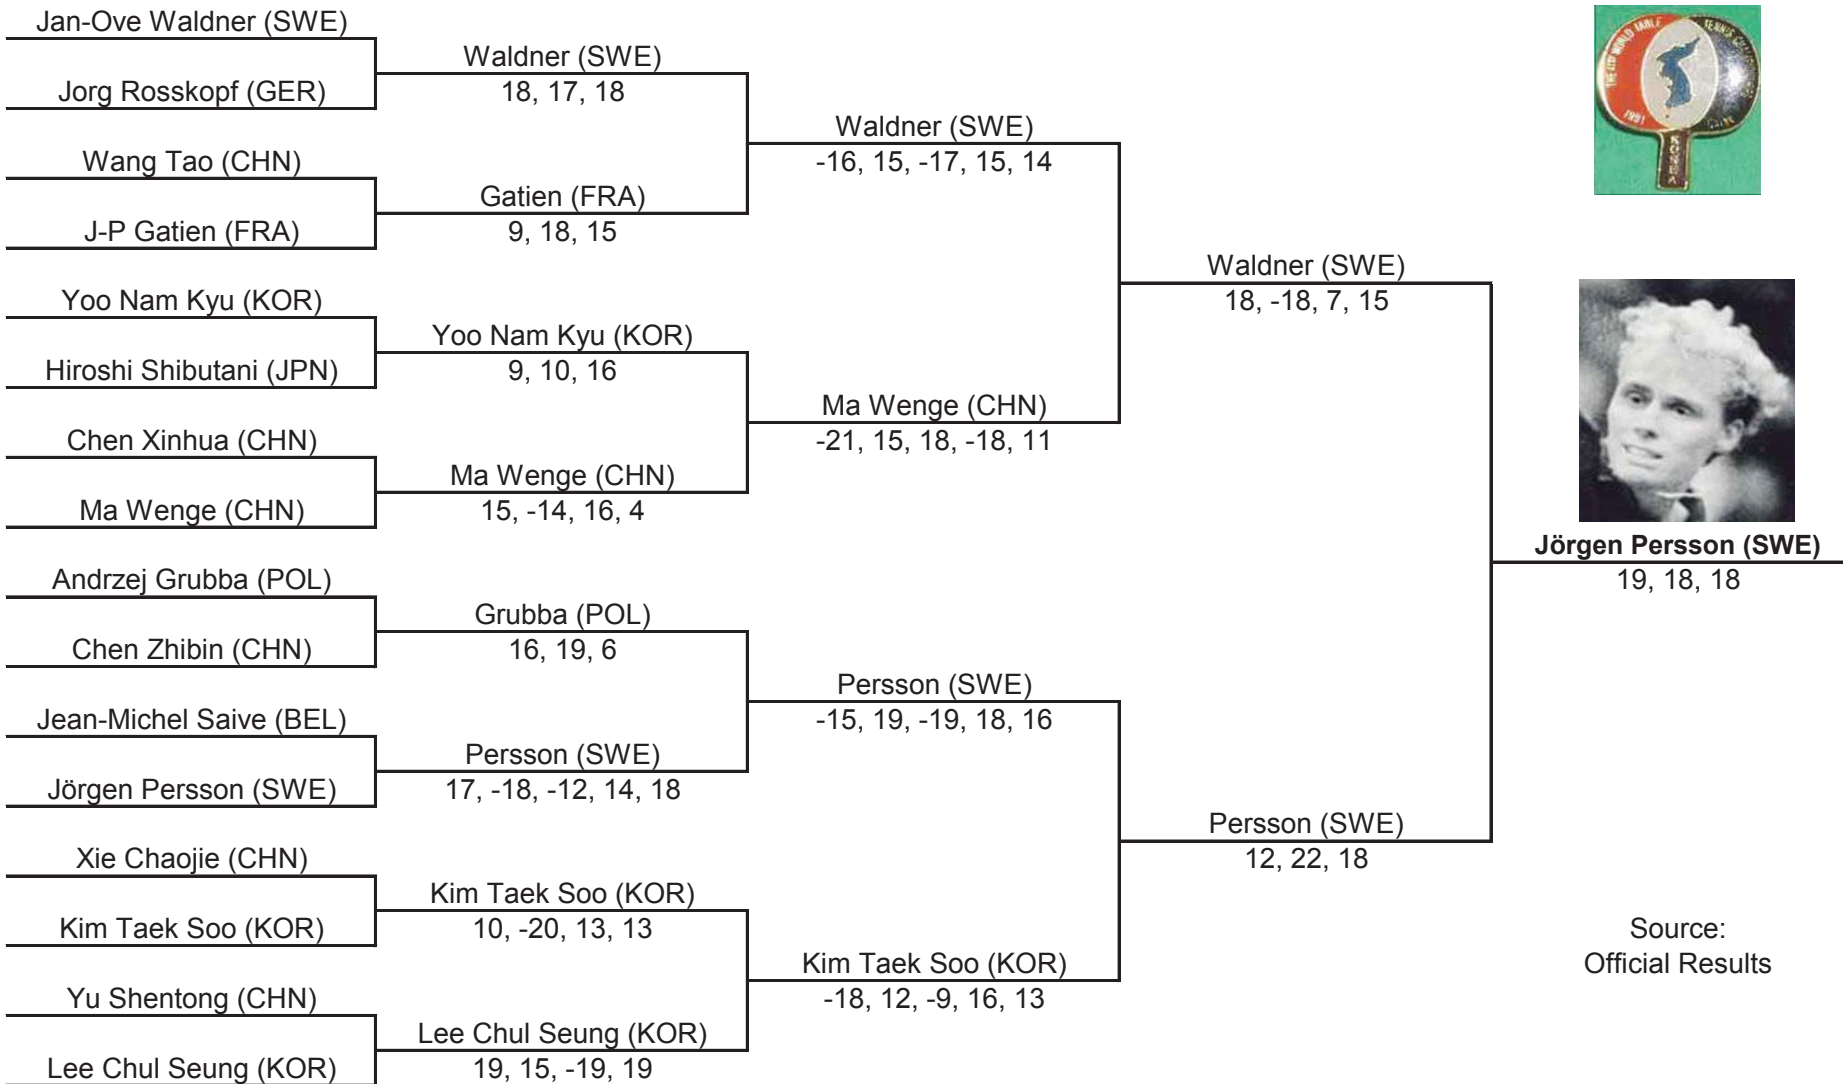 Jan-Ove Waldner (SWE)
Jorg Rosskopf (GER)
Wang Tao (CHN)
J-P Gatien (FRA)
Yoo Nam Kyu (KOR)
Hiroshi Shibutani (JPN)
Chen Xinhua (CHN)
Ma Wenge (CHN)
Andrzej Grubba (POL)
Chen Zhibin (CHN)
Jean-Michel Saive (BEL)
Jörgen Persson (SWE)
Xie Chaojie (CHN)
Kim Taek Soo (KOR)
Yu Shentong (CHN)
Lee Chul Seung (KOR)
Waldner (SWE)
18, 17, 18
Gatien (FRA)
9, 18, 15
Yoo Nam Kyu (KOR)
9, 10, 16
Ma Wenge (CHN)
15, -14, 16, 4
Grubba (POL)
16, 19, 6
Persson (SWE)
17, -18, -12, 14, 18
Kim Taek Soo (KOR)
10, -20, 13, 13
Lee Chul Seung (KOR)
19, 15, -19, 19
Waldner (SWE)
-16, 15, -17, 15, 14
Ma Wenge (CHN)
-21, 15, 18, -18, 11
Persson (SWE)
-15, 19, -19, 18, 16
Kim Taek Soo (KOR)
-18, 12, -9, 16, 13
Waldner (SWE)
18, -18, 7, 15
Persson (SWE)
12, 22, 18
THE 41st WORLD TABLE
TENNIS
1991
KOREA
Jörgen Persson (SWE)
19, 18, 18
Source:
Official Results